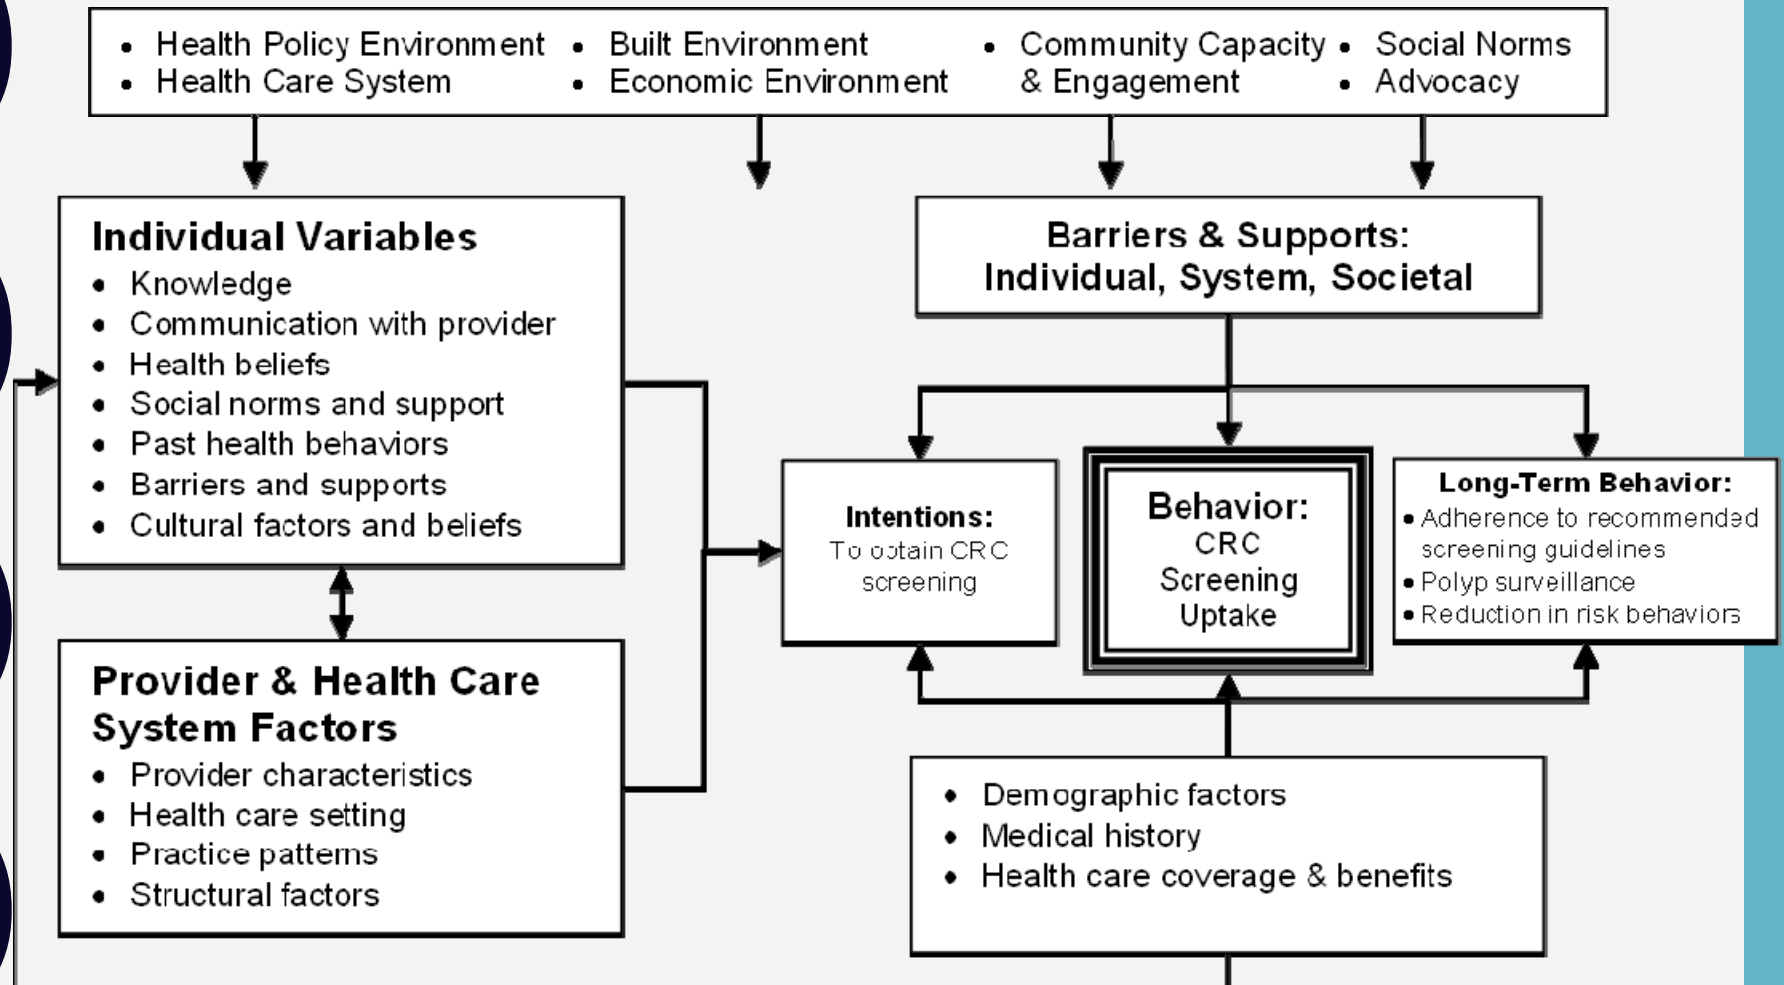 • Health Policy Environment • Built Environment • Community Capacity • Social Norms
• Health Care System • Economic Environment & Engagement • Advocacy
Individual Variables
• Knowledge
• Communication with provider
• Health beliefs
• Social norms and support
• Past health behaviors
• Barriers and supports
• Cultural factors and beliefs
Provider & Health Care
System Factors
• Provider characteristics
• Health care setting
• Practice patterns
• Structural factors
Barriers & Supports:
Individual, System, Societal
Intentions:
To obtain CRC
screening
Behavior:
CRC
Screening
Uptake
Long-Term Behavior:
• Adherence to recommended
screening guidelines
• Polyp surveillance
• Reduction in risk behaviors
• Demographic factors
• Medical history
• Health care coverage & benefits